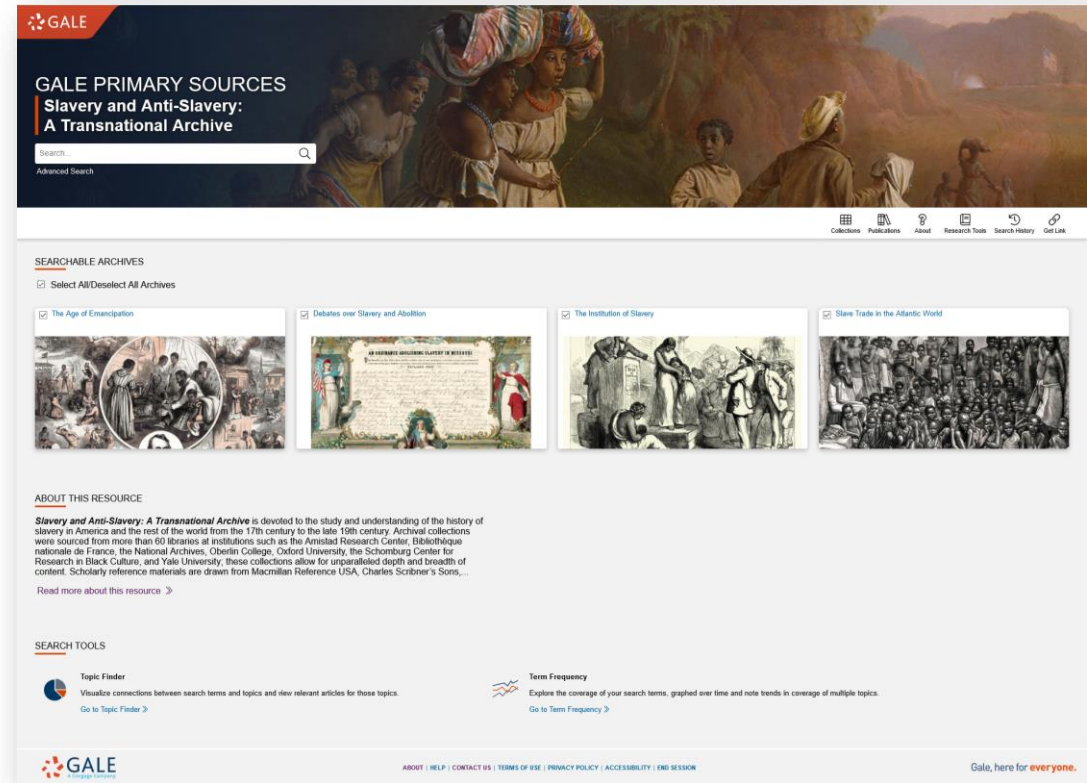 GALE
GALE PRIMARY SOURCES
Slavery and Anti-Slavery:
A Transnational Archive
Search...
Advanced Search
Collections Publications About Research Tools Search History Get Link
SEARCHABLE ARCHIVES
Select All/Deselect All Archives
The Age of Emancipation
Debates over Slavery and Abolition
The Institution of Slavery
Slave Trade in the Atlantic World
AN ORDINANCE ABOLISHING SLAVERY IN MISSOURI
ABOUT THIS RESOURCE
Slavery and Anti-Slavery: A Transnational Archive is devoted to the study and understanding of the history of
slavery in America and the rest of the world from the 17th century to the late 19th century. Archival collections
were sourced from more than 60 libraries at institutions such as the Amistad Research Center, Bibliothèque
nationale de France, the National Archives, Oberlin College, Oxford University, the Schomburg Center for
Research in Black Culture, and Yale University; these collections allow for unparalleled depth and breadth of
content. Scholarly reference materials are drawn from Macmillan Reference USA, Charles Scribner's Sons,...
Read more about this resource »
SEARCH TOOLS
Topic Finder
Visualize connections between search terms and topics and view relevant articles for those topics.
Go to Topic Finder »
Term Frequency
Explore the coverage of your search terms, graphed over time and note trends in coverage of multiple topics.
Go to Term Frequency »
GALE
A Cengage Company
ABOUT | HELP | CONTACT US | TERMS OF USE | PRIVACY POLICY | ACCESSIBILITY | END SESSION
Gale, here for everyone.